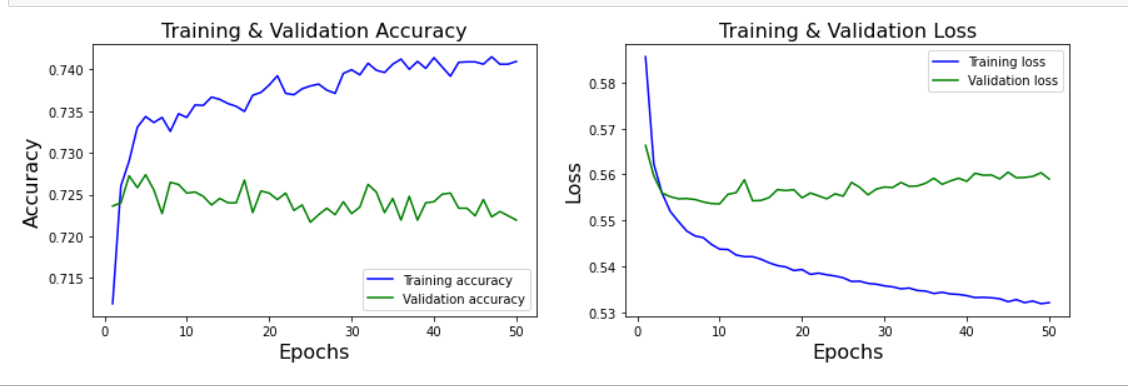 Training & Validation Accuracy
0.740
0.735
0.730
0.725
0.720
0.715
Accuracy
Training accuracy
Validation accuracy
0 10 20 30 40 50
Epochs
Training & Validation Loss
Training loss
Validation loss
0.58
0.57
0.56
0.55
0.54
0.53
Loss
0 10 20 30 40 50
Epochs